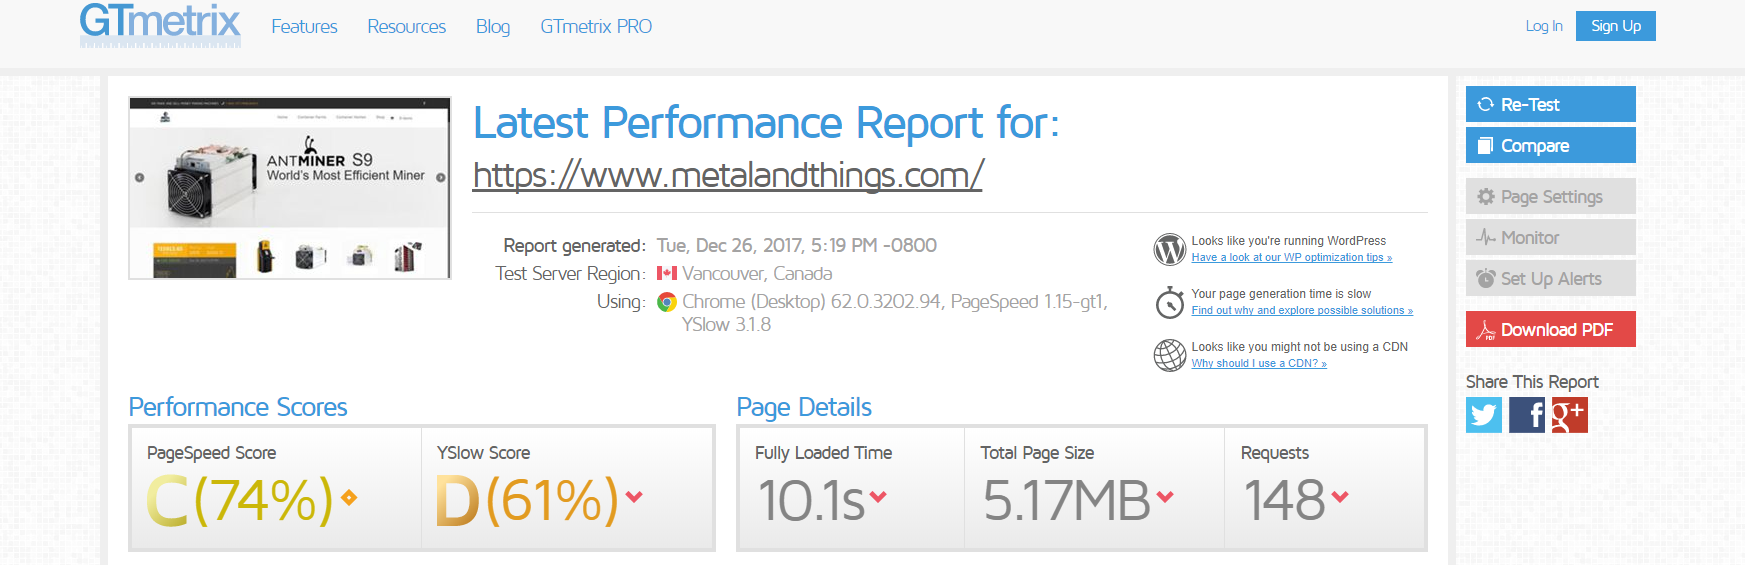 GTmetrix
Features Resources Blog GTmetrix PRO
Log In Sign Up
ANTMINER S9
World's Most Efficient Miner
Latest Performance Report for:
https://www.metalandthings.com/
Report generated: Tue, Dec 26, 2017, 5:19 PM -0800
Test Server Region: Vancouver, Canada
Using: Chrome (Desktop) 62.0.3202.94, PageSpeed 1.15-gt1,
YSlow 3.1.8
Looks like you're running WordPress
Have a look at our WP optimization tips »
Your page generation time is slow
Find out why and explore possible solutions »
Looks like you might not be using a CDN
Why should I use a CDN? »
Re-Test
Compare
Page Settings
Monitor
Set Up Alerts
PDF Download PDF
Share This Report
f g+
Performance Scores
PageSpeed Score YSlow Score
C (74%) D (61%)
Page Details
Fully Loaded Time Total Page Size Requests
10.1s 5.17MB 148